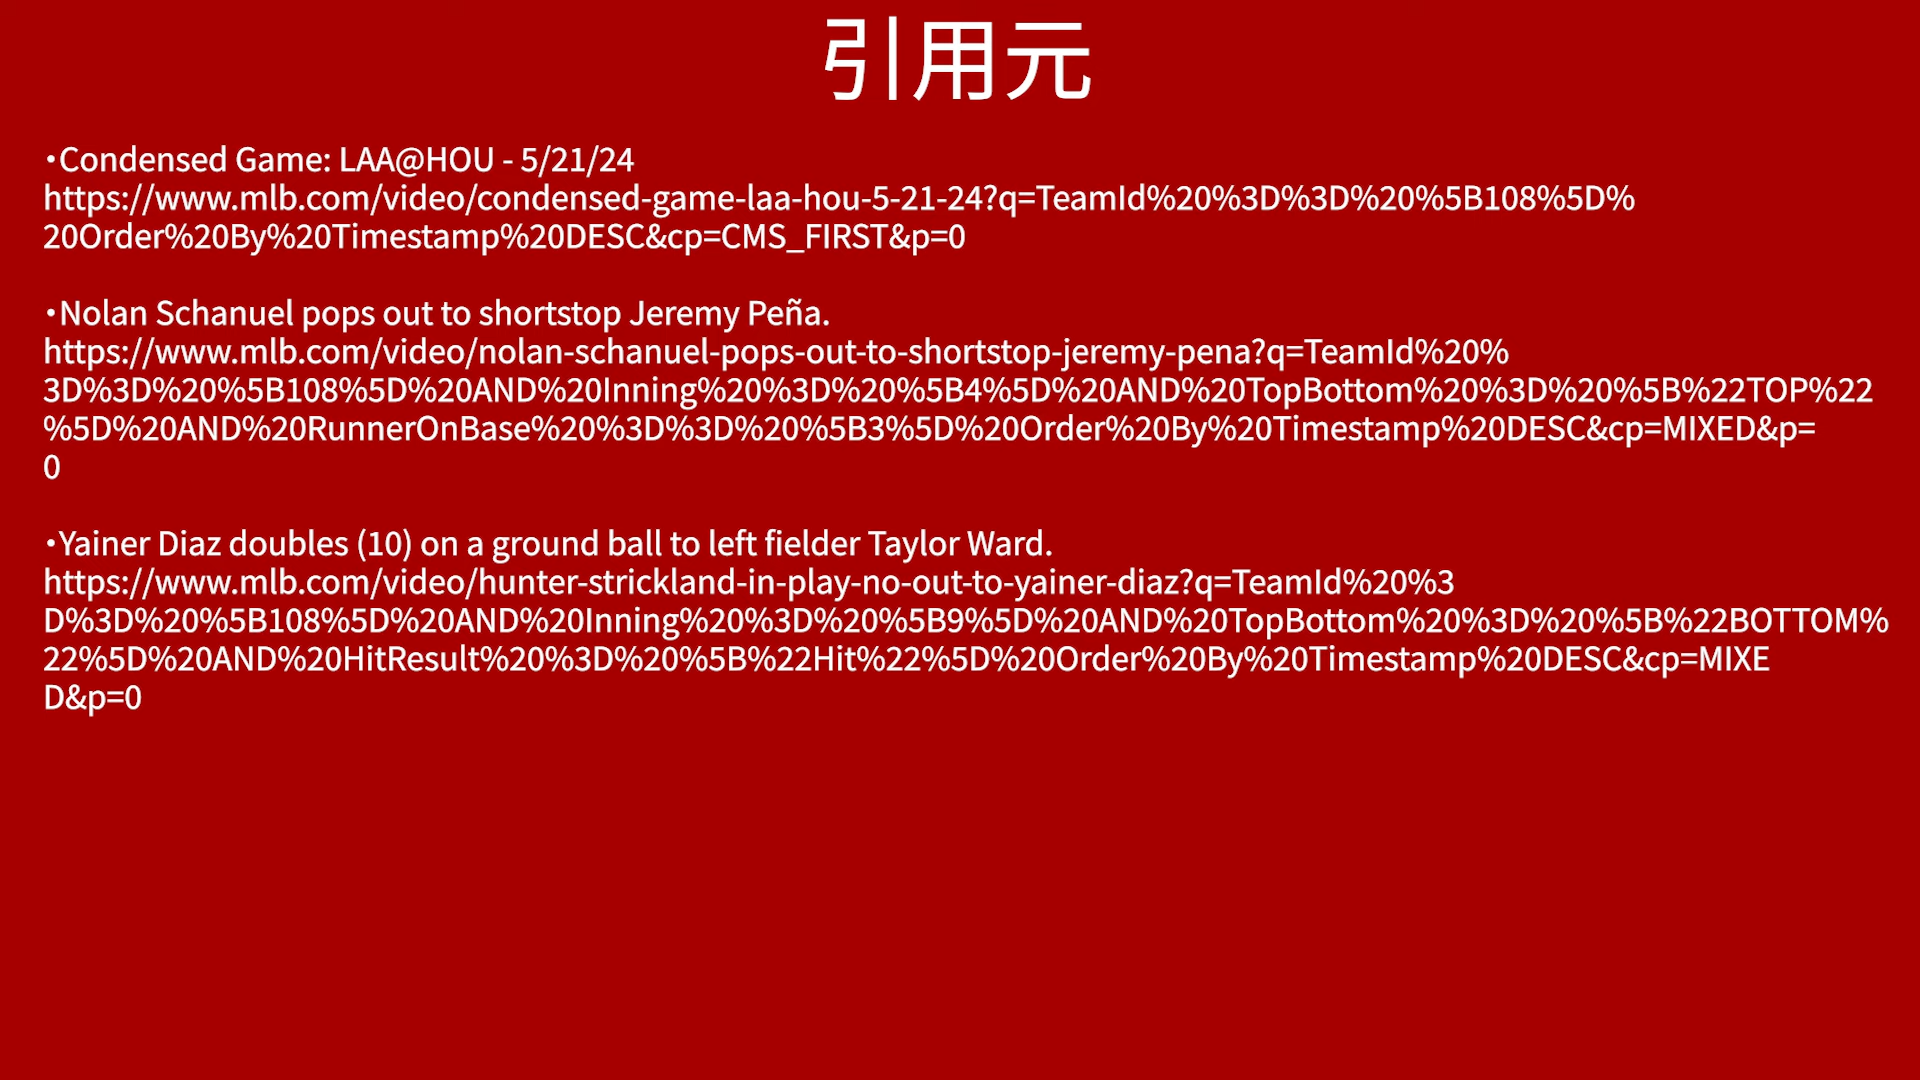 引用元
・Condensed Game: LAA@HOU - 5/21/24
https://www.mlb.com/video/condensed-game-laa-hou-5-21-24?q=TeamId%20%3D%3D%20%5B108%5D%
20Order%20By%20Timestamp%20DESC&cp=CMS_FIRST&p=0
・Nolan Schanuel pops out to shortstop Jeremy Peña.
https://www.mlb.com/video/nolan-schanuel-pops-out-to-shortstop-jeremy-pena?q=TeamId%20%
3D%3D%20%5B108%5D%20AND%20Inning%20%3D%20%5B4%5D%20AND%20TopBottom%20%3D%20%5B%22TOP%22
%5D%20AND%20RunnerOnBase%20%3D%3D%20%5B3%5D%20Order%20By%20Timestamp%20DESC&cp=MIXED&p=
0
・Yainer Diaz doubles (10) on a ground ball to left fielder Taylor Ward.
https://www.mlb.com/video/hunter-strickland-in-play-no-out-to-yainer-diaz?q=TeamId%20%3
D%3D%20%5B108%5D%20AND%20Inning%20%3D%20%5B9%5D%20AND%20TopBottom%20%3D%20%5B%22BOTTOM%
22%5D%20AND%20HitResult%20%3D%20%5B%22Hit%22%5D%20Order%20By%20Timestamp%20DESC&cp=MIXE
D&p=0